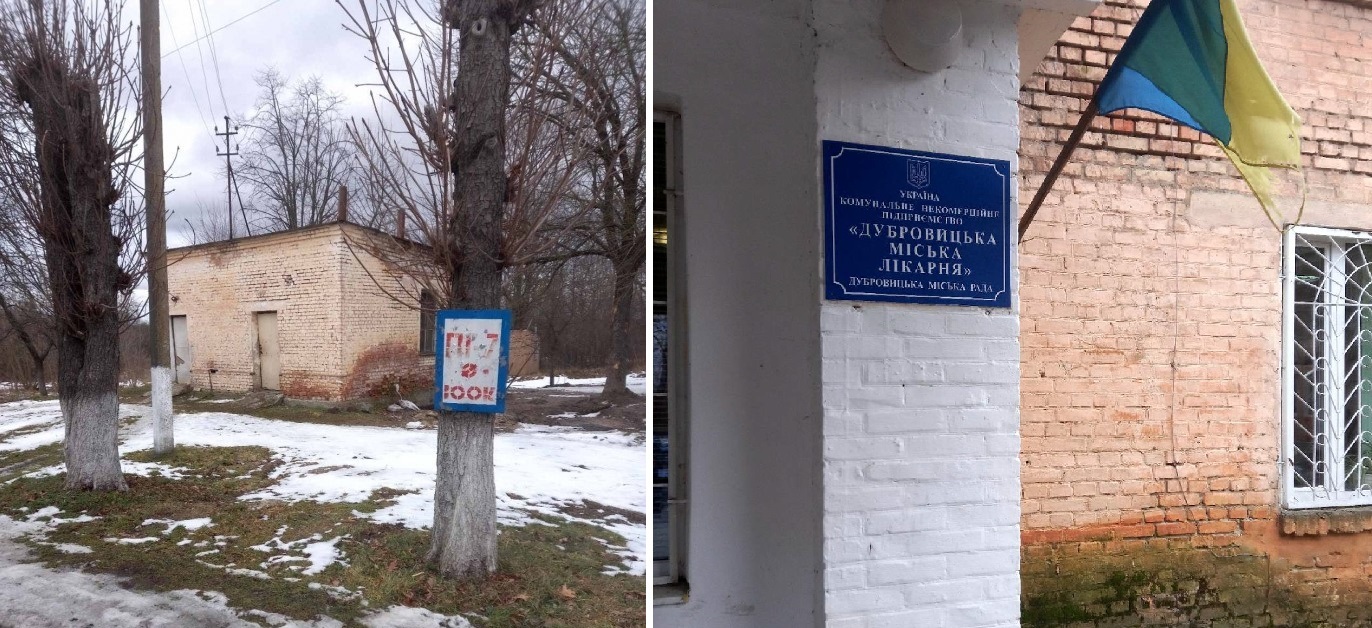 ПГ-7
100К
УКРАЇНА
КОМУНАЛЬНЕ НЕКОМЕРЦІЙНЕ
ПІДПРИЄМСТВО
«ДУБРОВИЦЬКА
МІСЬКА
ЛІКАРНЯ»
ДУБРОВИЦЬКА МІСЬКА РАДА